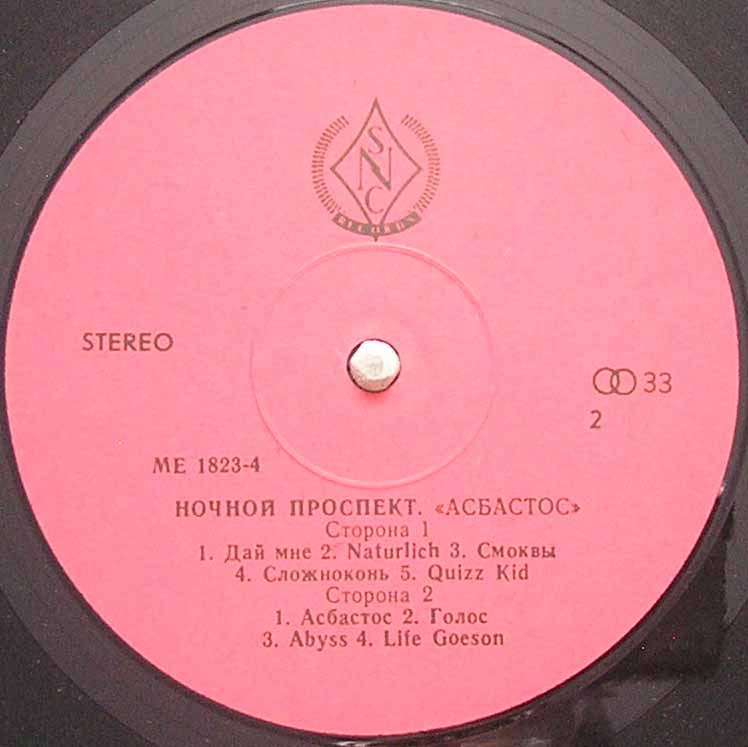 SNC
RECORDS
STEREO
33
2
ME 1823-4
НОЧНОЙ ПРОСПЕКТ. «АСБАСТОС»
Сторона 1
1. Дай мне 2. Naturlich 3. Смоквы
4. Сложноконь 5. Quizz Kid
Сторона 2
1. Асбастос 2. Голос
3. Abyss 4. Life Goeson